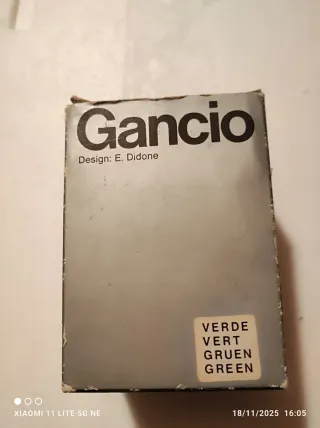 Gancio
Design: E. Didone
VERDE
VERT
GRUEN
GREEN
XIAOMI 11 LITE 5G NE
18/11/2025 16:05